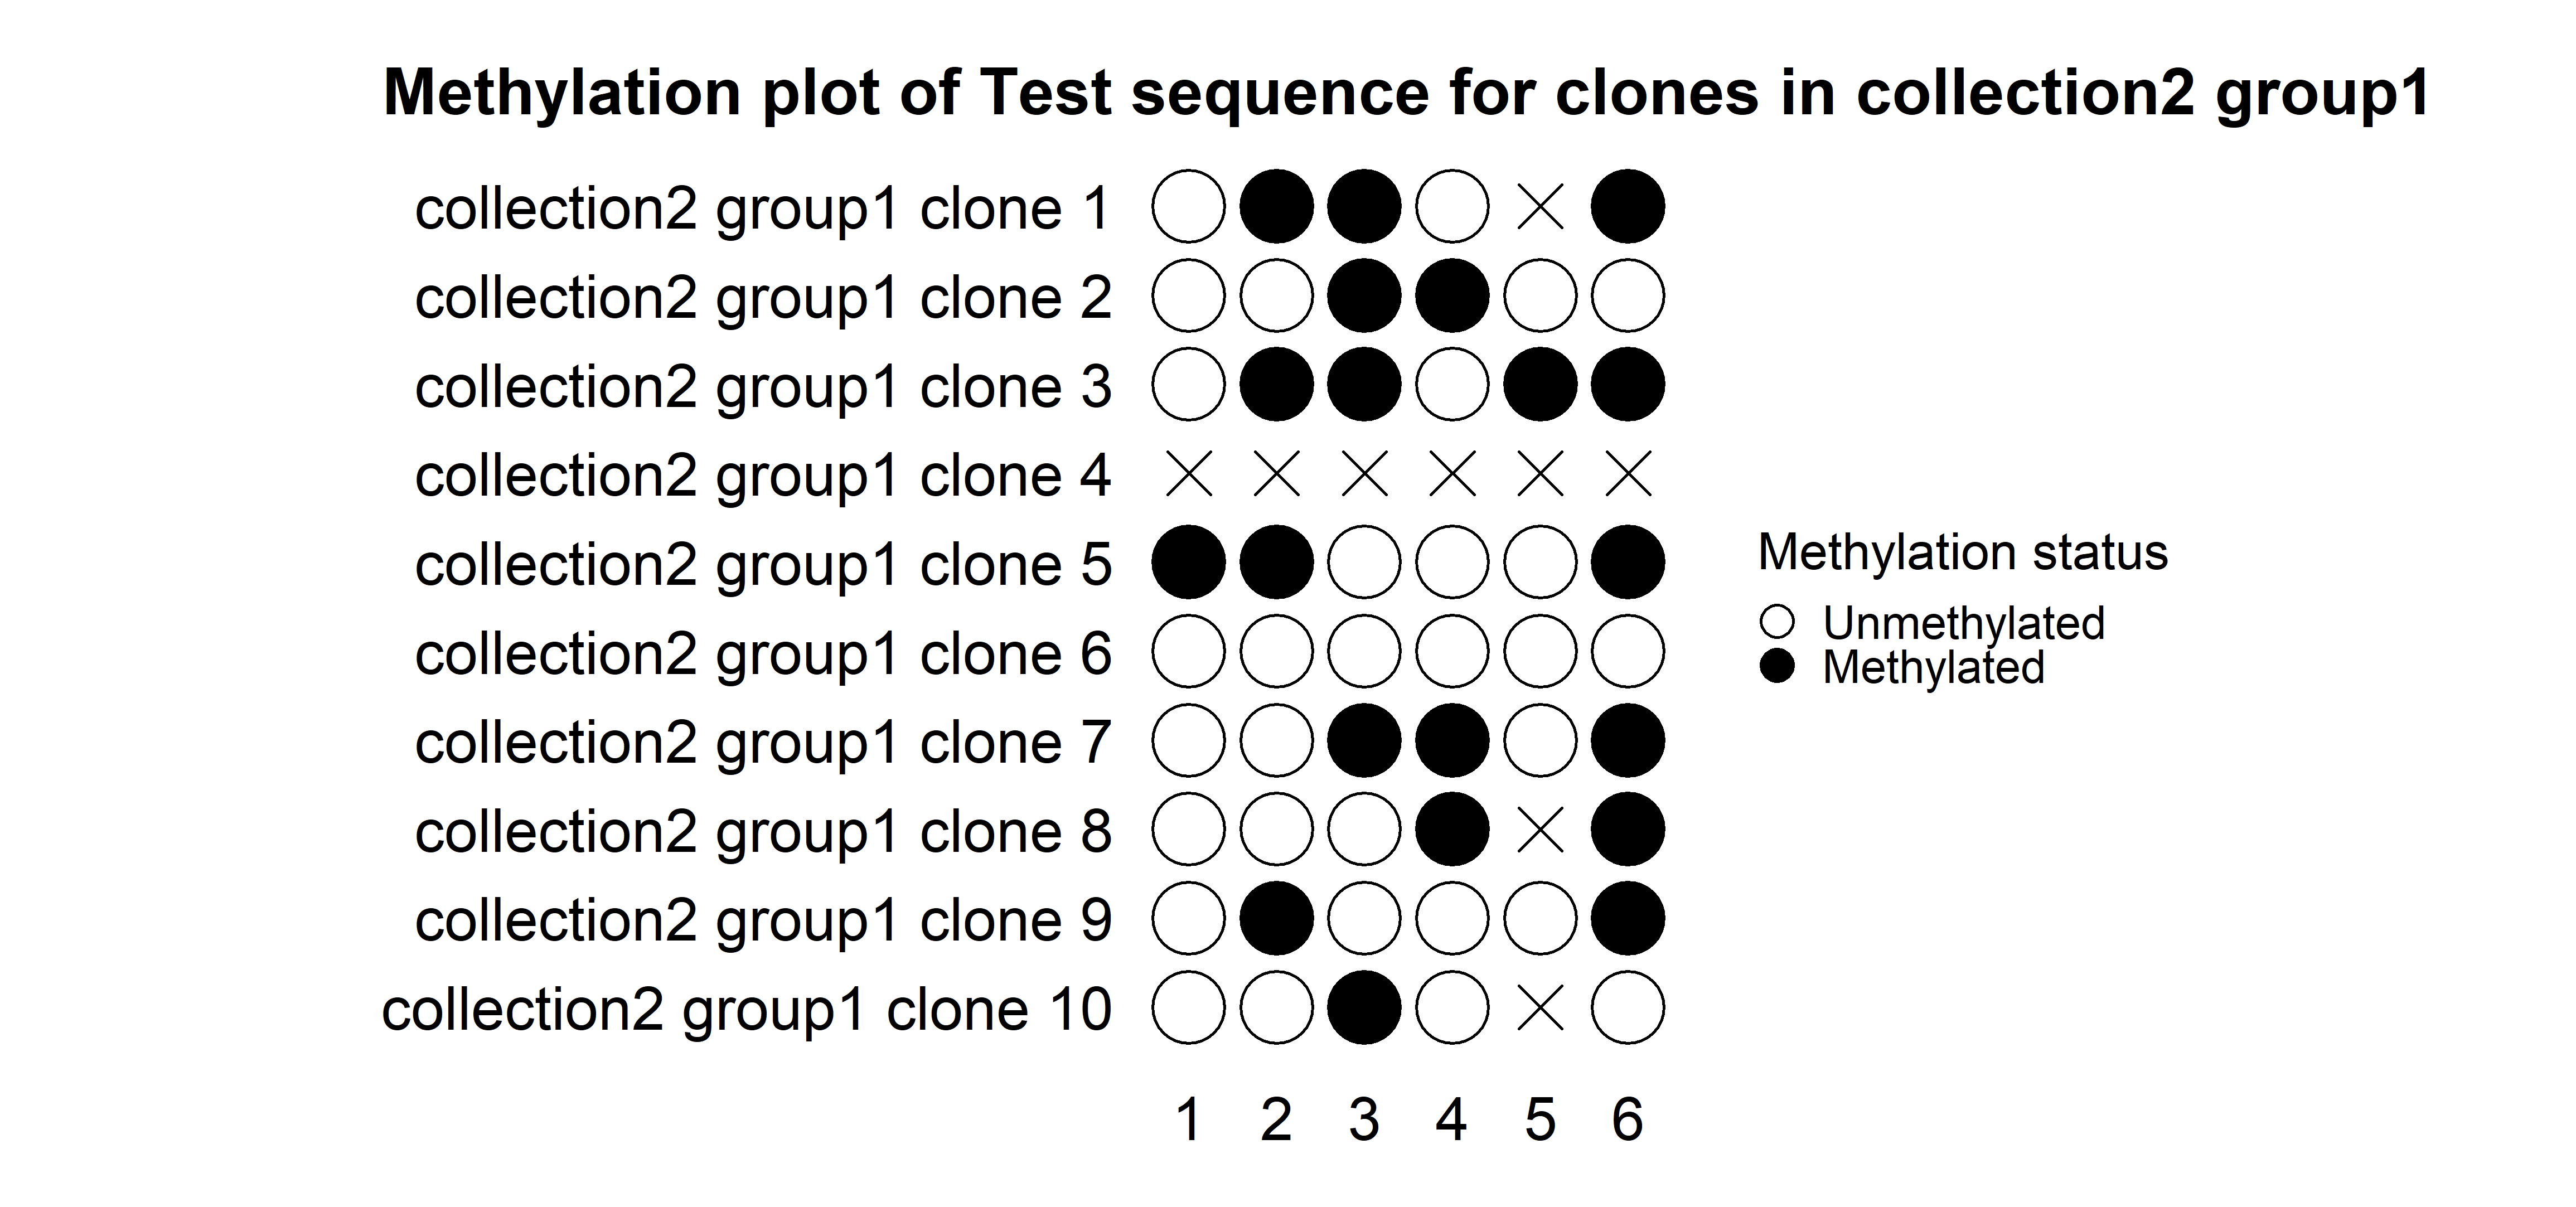 Methylation plot of Test sequence for clones in collection2 group1
collection2 group1 clone 1
collection2 group1 clone 2
collection2 group1 clone 3
collection2 group1 clone 4
collection2 group1 clone 5
collection2 group1 clone 6
collection2 group1 clone 7
collection2 group1 clone 8
collection2 group1 clone 9
collection2 group1 clone 10
1 2 3 4 5 6
Methylation status
Unmethylated
Methylated